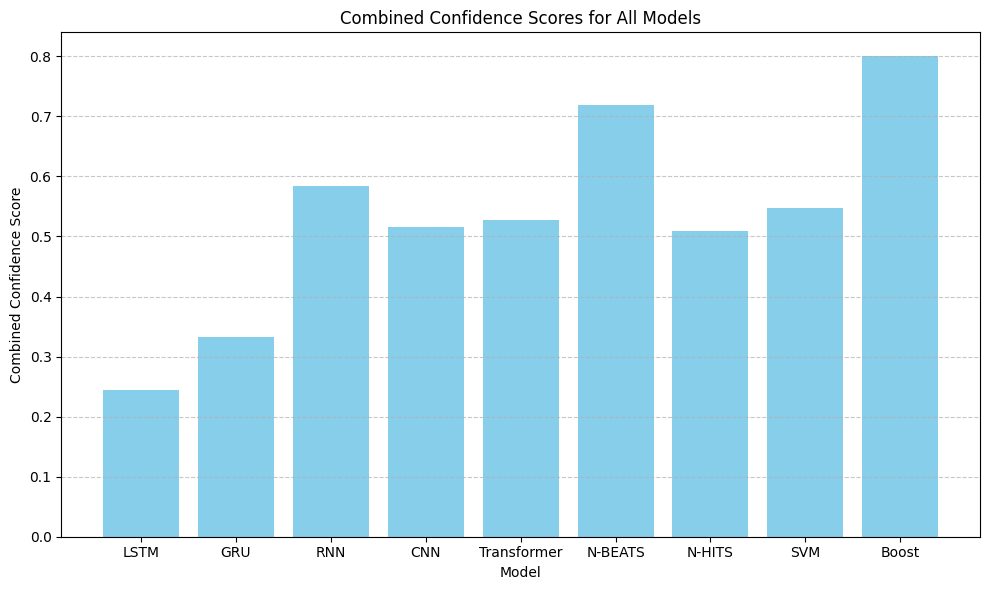 Combined Confidence Scores for All Models
Combined Confidence Score
0.8
0.7
0.6
0.5
0.4
0.3
0.2
0.1
0.0
LSTM GRU RNN CNN Transformer N-BEATS N-HITS SVM Boost
Model